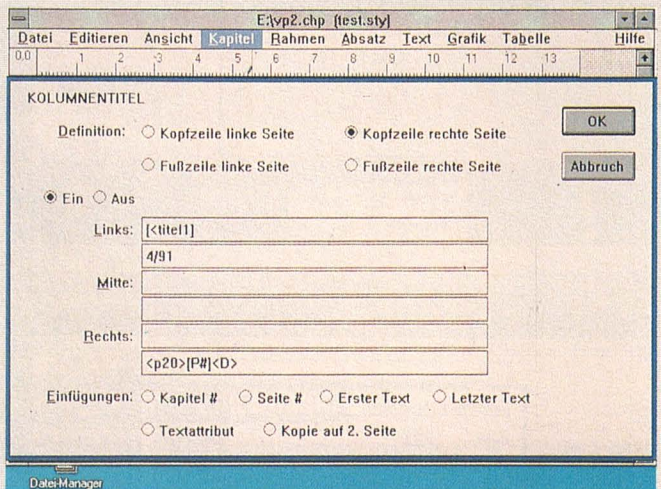 E:\vp2.chp [test.sty]
Datei Editieren Ansicht Kapitel Rahmen Absatz Text Grafik Tabelle Hilfe
0.0 1 2 3 4 5 6 7 8 9 10 11 12 13
KOLUMNENTITEL
Definition: Kopfzeile linke Seite Kopfzeile rechte Seite OK
Fußzeile linke Seite Fußzeile rechte Seite Abbruch
Ein Aus
Links: [<titel1]
4/91
Mitte:
Rechts:
<p20>[P#]<D>
Einfügungen: Kapitel # Seite # Erster Text Letzter Text
Textattribut Kopie auf 2. Seite
Datei-Manager